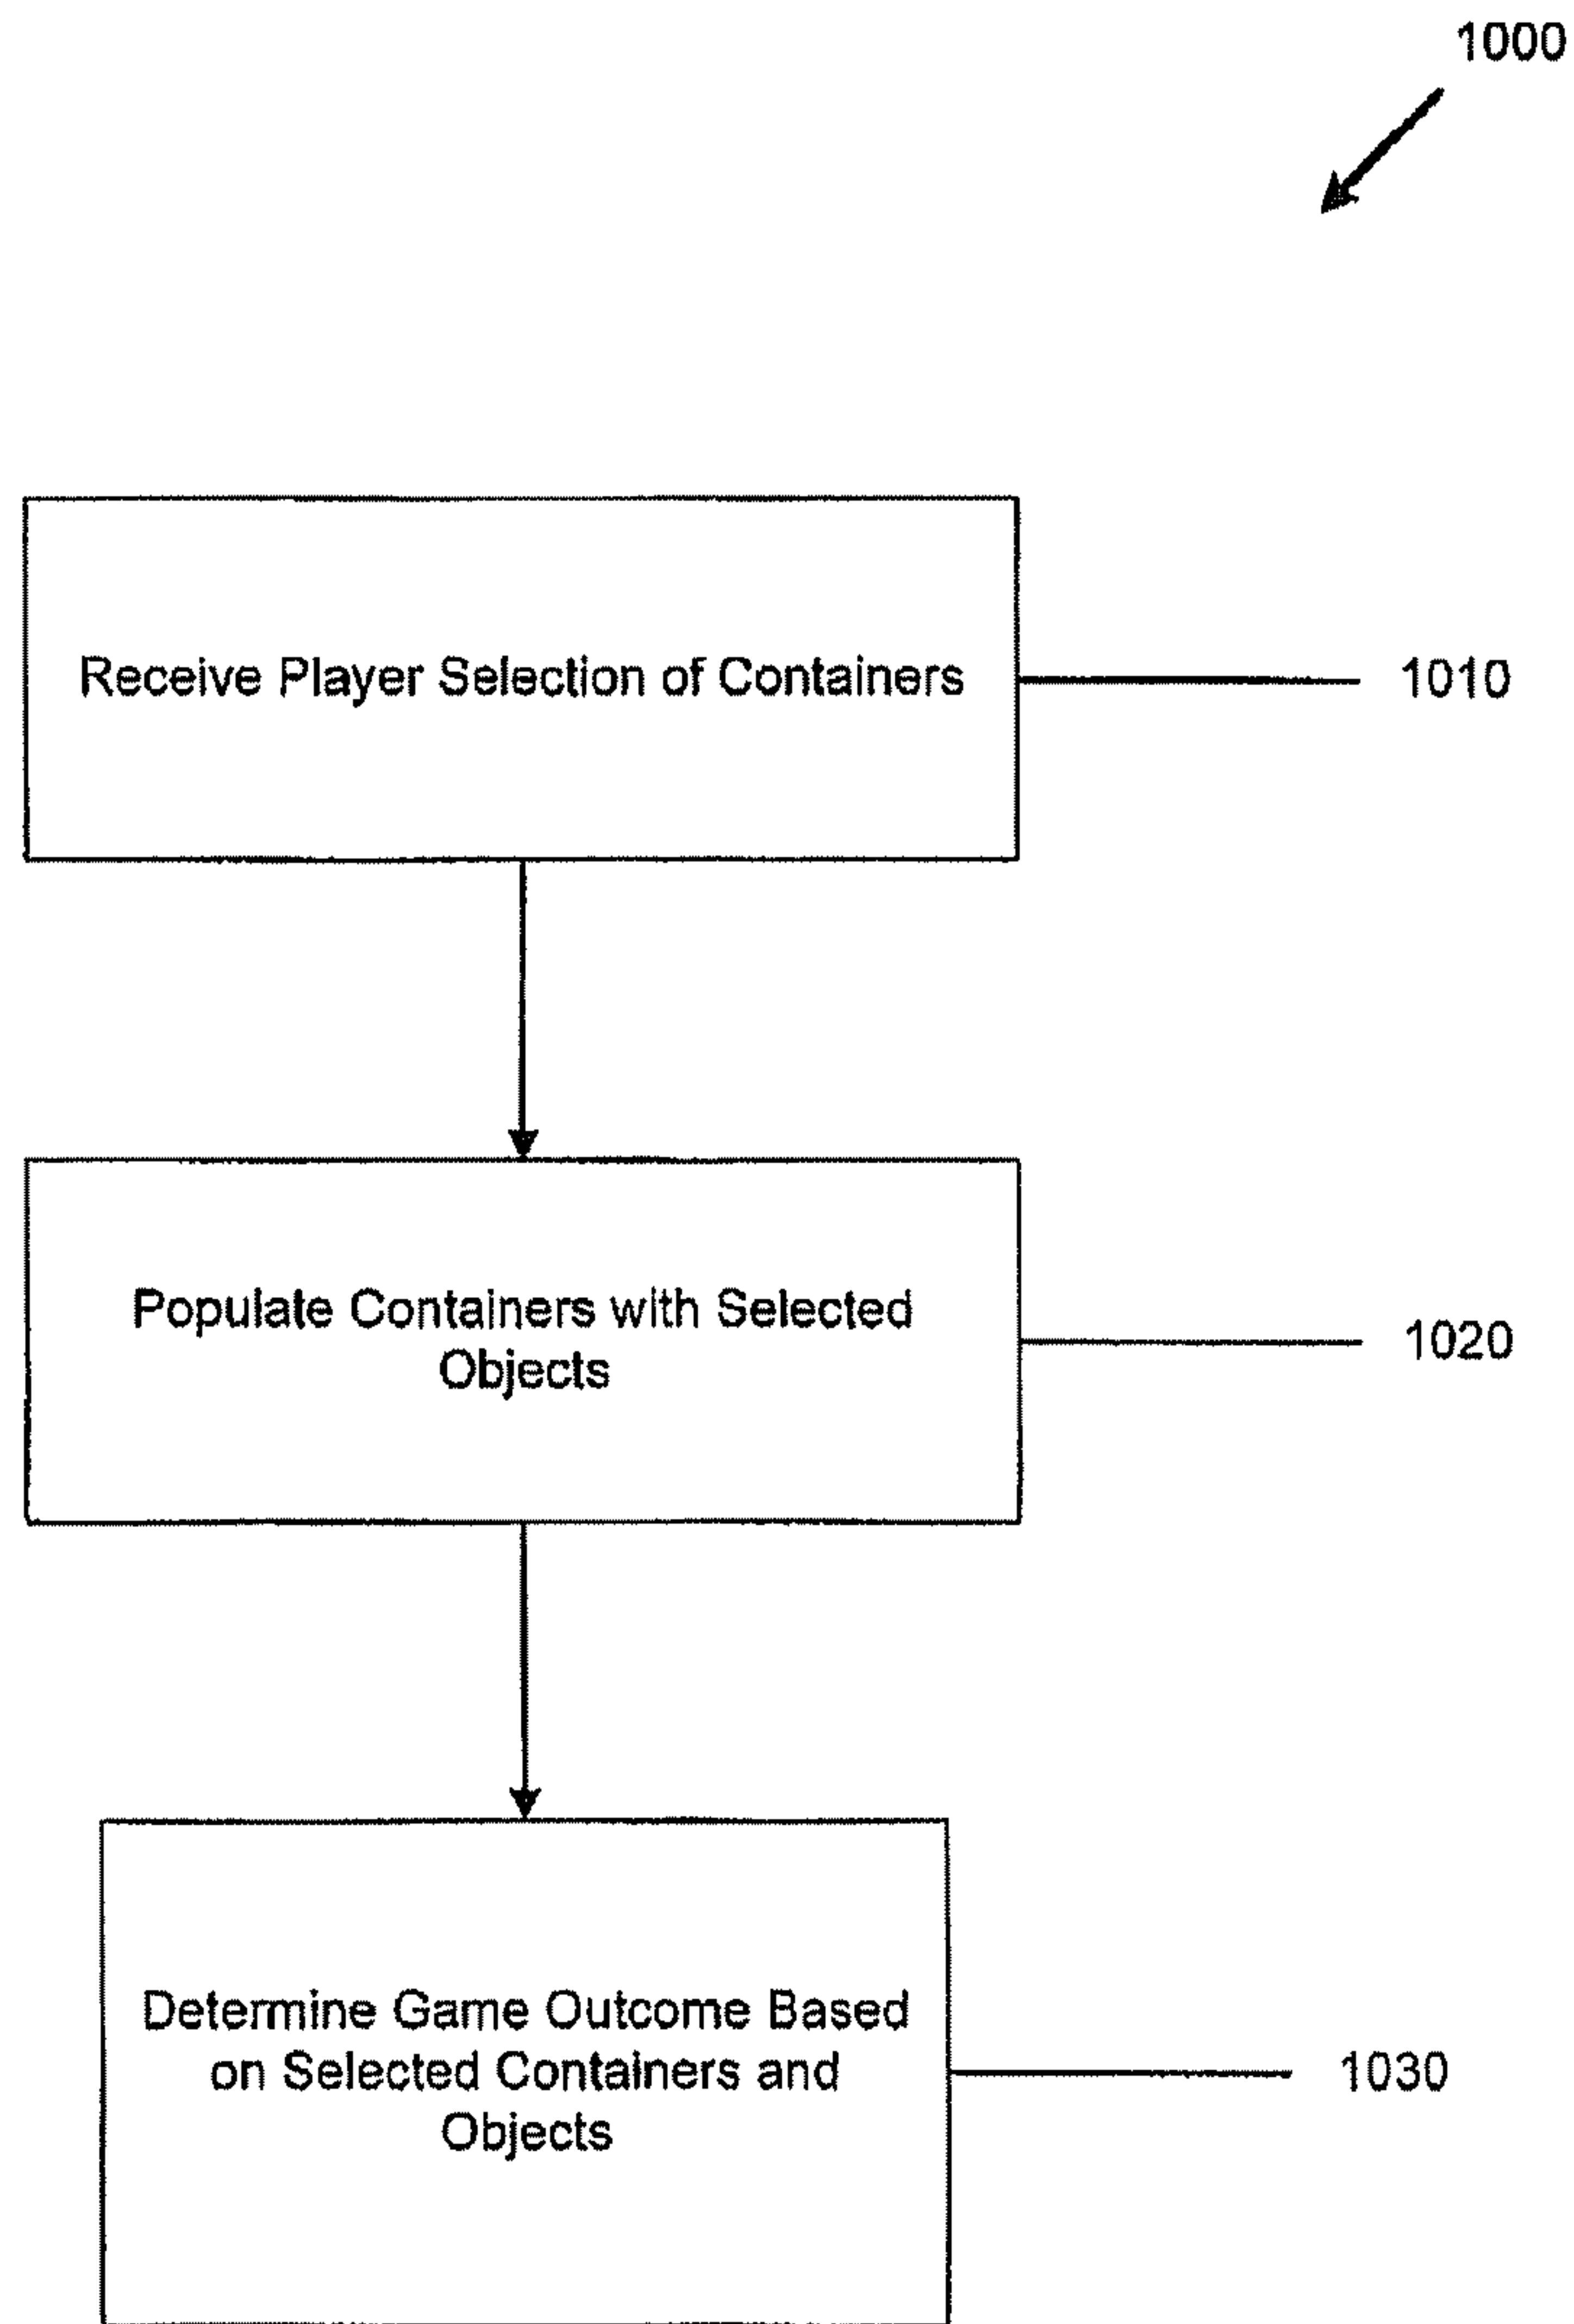 1000
Receive Player Selection of Containers
1010
Populate Containers with Selected
Objects
1020
Determine Game Outcome Based
on Selected Containers and
Objects
1030